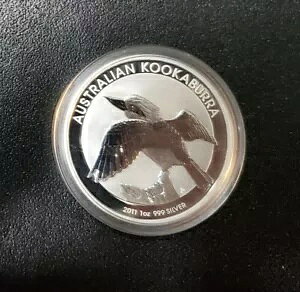 AUSTRALIAN KOOKABURRA
2011 1oz 999 SILVER